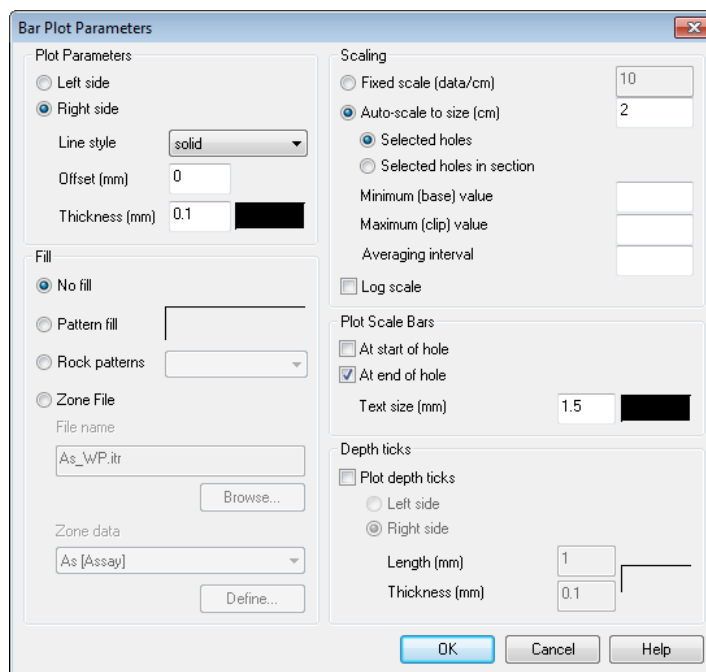 Bar Plot Parameters
Plot Parameters
Left side
Right side
Line style solid
Offset (mm) 0
Thickness (mm) 0.1
Fill
No fill
Pattern fill
Rock patterns
Zone File
File name
As_WP.itr
Browse...
Zone data
As [Assay]
Define...
Scaling
Fixed scale (data/cm) 10
Auto-scale to size (cm) 2
Selected holes
Selected holes in section
Minimum (base) value
Maximum (clip) value
Averaging interval
Log scale
Plot Scale Bars
At start of hole
At end of hole
Text size (mm) 1.5
Depth ticks
Plot depth ticks
Left side
Right side
Length (mm) 1
Thickness (mm) 0.1
OK Cancel Help